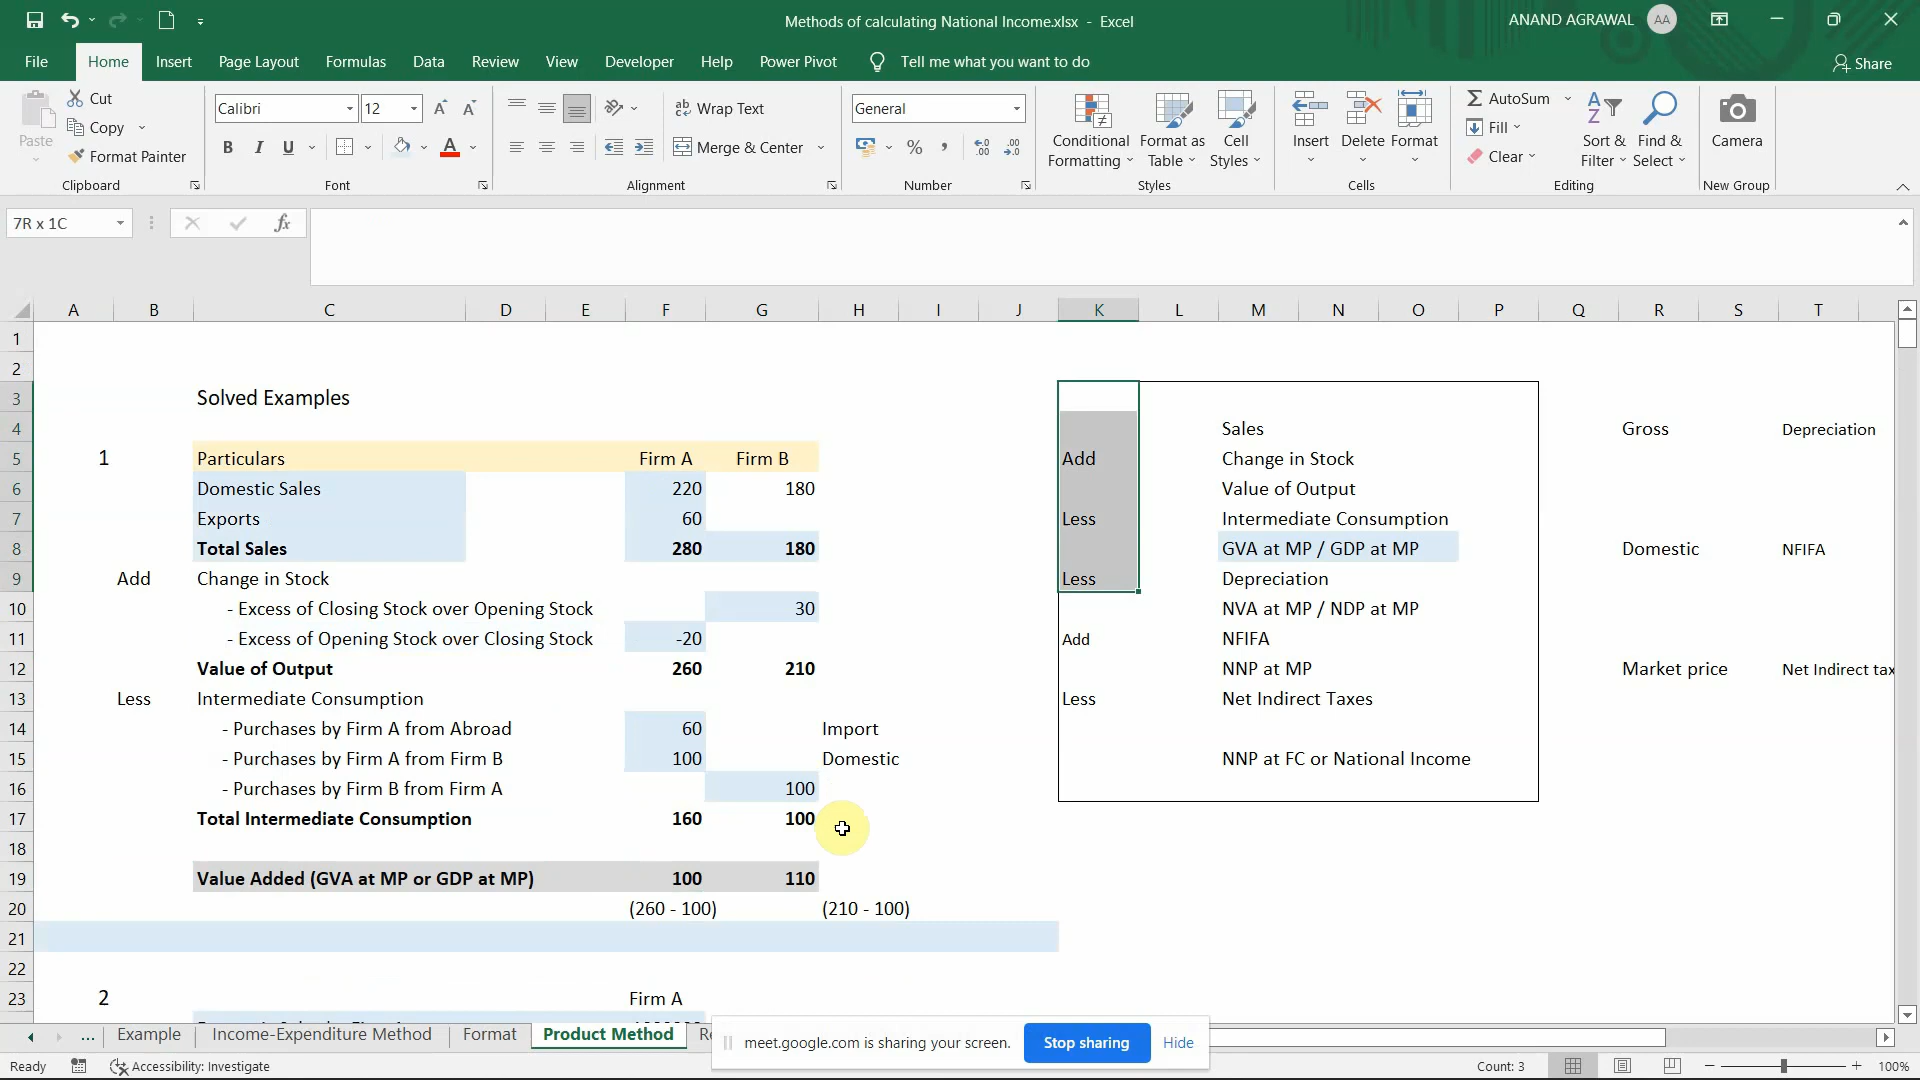 Methods of calculating National Income.xlsx - Excel
ANAND AGRAWAL AA
File Home Insert Page Layout Formulas Data Review View Developer Help Power Pivot Tell me what you want to do Share
Paste
Cut
Copy
Format Painter
Clipboard
Calibri 12
B I U
Font
Wrap Text
Merge & Center
Alignment
General
Number
Conditional Formatting
Format as Table
Cell Styles
Styles
Insert
Delete
Format
Cells
AutoSum
Fill
Clear
Sort & Filter
Find & Select
Editing
Camera
New Group
7R x 1C
fx
A B C D E F G H I J K L M N O P Q R S T
1
2
3 Solved Examples
4 Sales Gross Depreciation
5 1 Particulars Firm A Firm B Add Change in Stock
6 Domestic Sales 220 180 Value of Output
7 Exports 60 Less Intermediate Consumption
8 Total Sales 280 180 GVA at MP / GDP at MP Domestic NFIFA
9 Add Change in Stock Less Depreciation
10 - Excess of Closing Stock over Opening Stock 30 NVA at MP / NDP at MP
11 - Excess of Opening Stock over Closing Stock -20 Add NFIFA
12 Value of Output 260 210 NNP at MP Market price Net Indirect tax
13 Less Intermediate Consumption Less Net Indirect Taxes
14 - Purchases by Firm A from Abroad 60 Import
15 - Purchases by Firm A from Firm B 100 Domestic NNP at FC or National Income
16 - Purchases by Firm B from Firm A 100
17 Total Intermediate Consumption 160 100
18
19 Value Added (GVA at MP or GDP at MP) 100 110
20 (260 - 100) (210 - 100)
21
22
23 2 Firm A
... Example Income-Expenditure Method Format Product Method
meet.google.com is sharing your screen. Stop sharing Hide
Ready Accessibility: Investigate Count: 3 100%